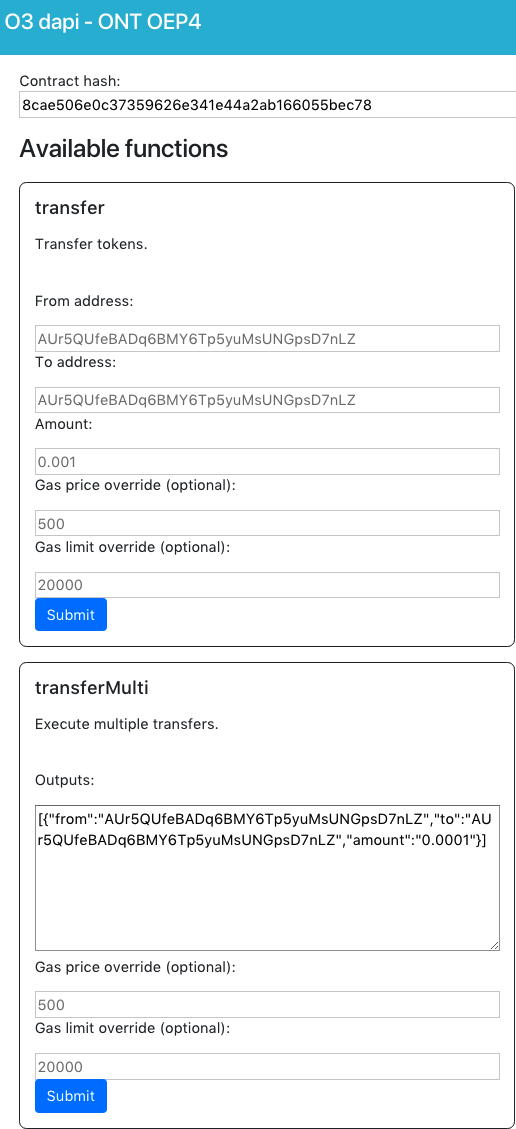 O3 dapi - ONT OEP4
Contract hash:
8cae506e0c37359626e341e44a2ab166055bec78
Available functions
transfer
Transfer tokens.
From address:
AUr5QUfeBADq6BMY6Tp5yuMsUNGpsD7nLZ
To address:
AUr5QUfeBADq6BMY6Tp5yuMsUNGpsD7nLZ
Amount:
0.001
Gas price override (optional):
500
Gas limit override (optional):
20000
Submit
transferMulti
Execute multiple transfers.
Outputs:
[{"from":"AUr5QUfeBADq6BMY6Tp5yuMsUNGpsD7nLZ","to":"AU
r5QUfeBADq6BMY6Tp5yuMsUNGpsD7nLZ","amount":"0.0001"}]
Gas price override (optional):
500
Gas limit override (optional):
20000
Submit